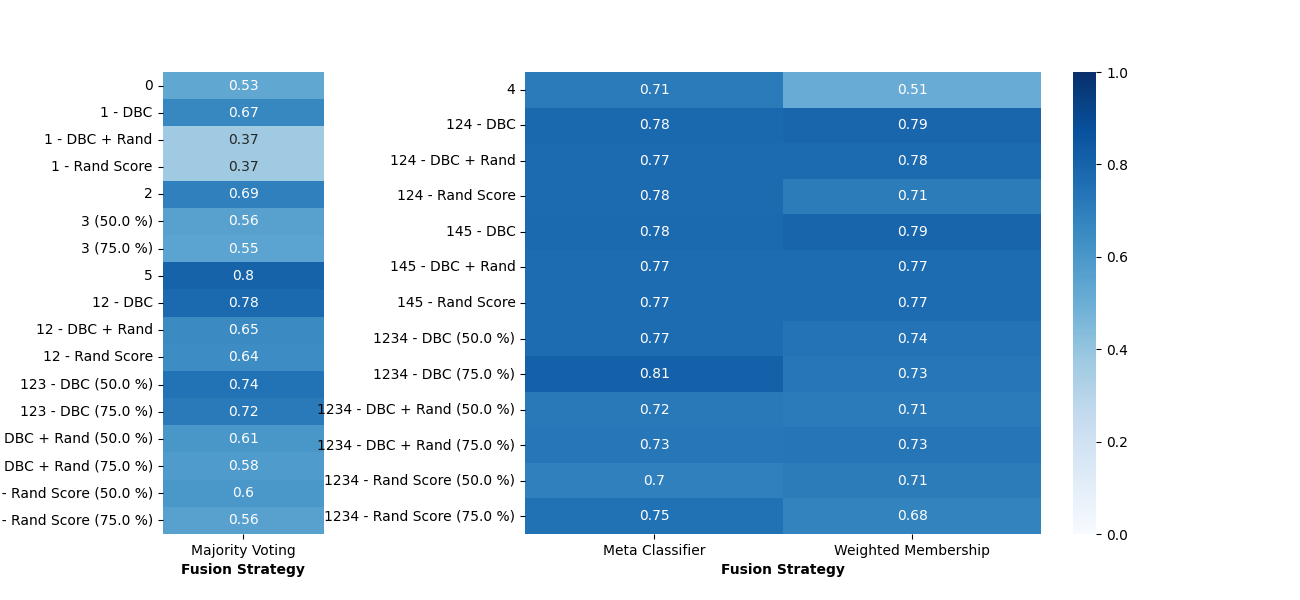 0 0.53
1 - DBC 0.67
1 - DBC + Rand 0.37
1 - Rand Score 0.37
2 0.69
3 (50.0 %) 0.56
3 (75.0 %) 0.55
5 0.8
12 - DBC 0.78
12 - DBC + Rand 0.65
12 - Rand Score 0.64
123 - DBC (50.0 %) 0.74
123 - DBC (75.0 %) 0.72
DBC + Rand (50.0 %) 0.61
DBC + Rand (75.0 %) 0.58
- Rand Score (50.0 %) 0.6
- Rand Score (75.0 %) 0.56
Majority Voting
Fusion Strategy
4 0.71 0.51
124 - DBC 0.78 0.79
124 - DBC + Rand 0.77 0.78
124 - Rand Score 0.78 0.71
145 - DBC 0.78 0.79
145 - DBC + Rand 0.77 0.77
145 - Rand Score 0.77 0.77
1234 - DBC (50.0 %) 0.77 0.74
1234 - DBC (75.0 %) 0.81 0.73
1234 - DBC + Rand (50.0 %) 0.72 0.71
1234 - DBC + Rand (75.0 %) 0.73 0.73
1234 - Rand Score (50.0 %) 0.7 0.71
1234 - Rand Score (75.0 %) 0.75 0.68
Meta Classifier Weighted Membership
Fusion Strategy
1.0
0.8
0.6
0.4
0.2
0.0